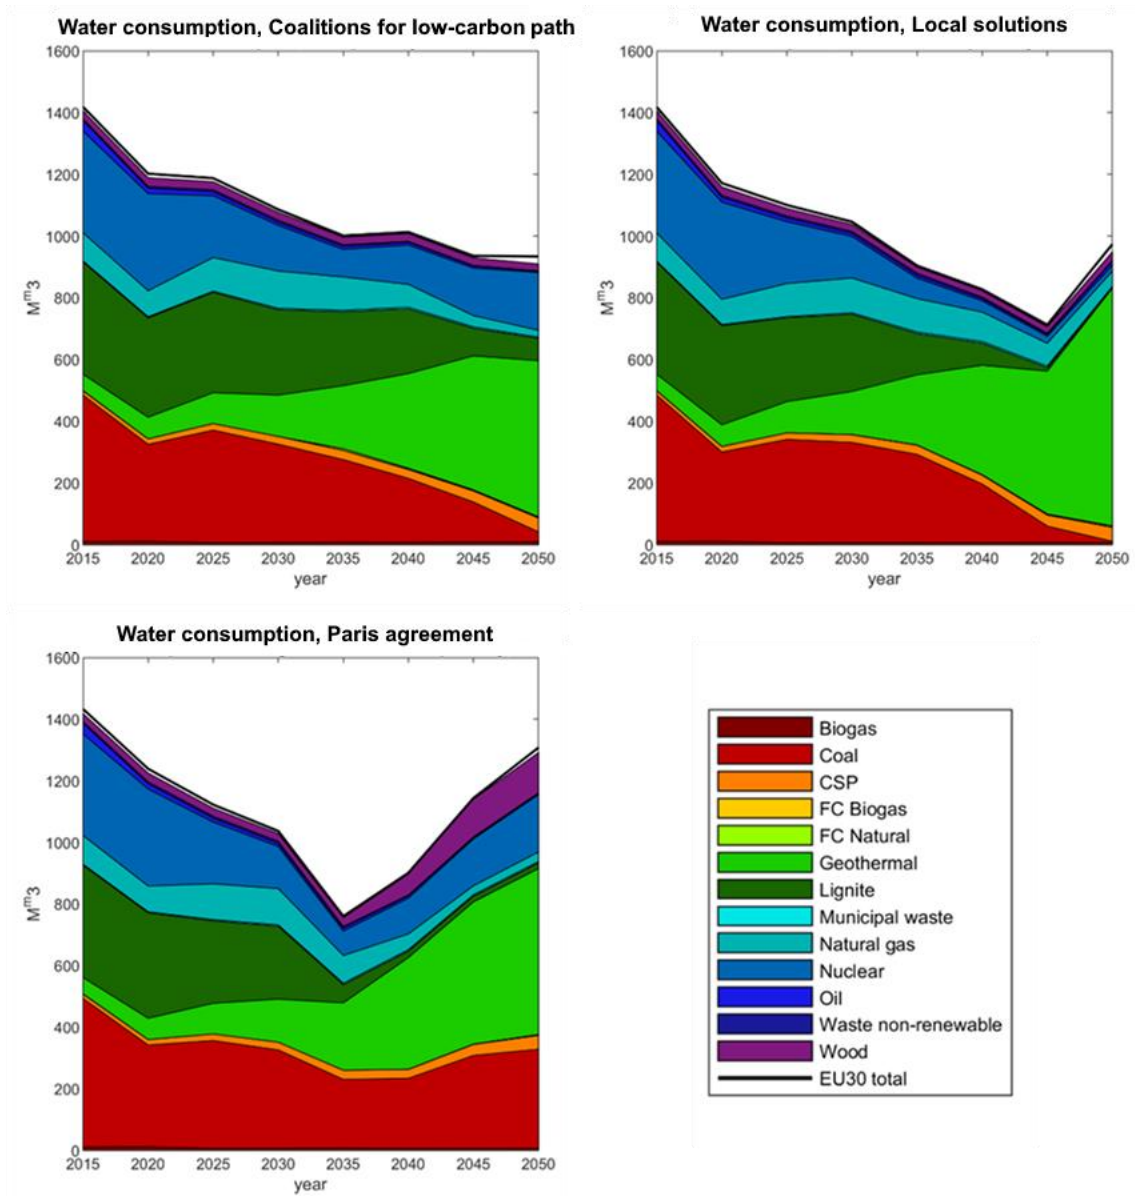 Water consumption, Coalitions for low-carbon path
1600
1400
1200
1000
800
600
400
200
0
Mm3
2015 2020 2025 2030 2035 2040 2045 2050
year
Water consumption, Local solutions
1600
1400
1200
1000
800
600
400
200
0
Mm3
2015 2020 2025 2030 2035 2040 2045 2050
year
Water consumption, Paris agreement
1600
1400
1200
1000
800
600
400
200
0
Mm3
2015 2020 2025 2030 2035 2040 2045 2050
year
Biogas
Coal
CSP
FC Biogas
FC Natural
Geothermal
Lignite
Municipal waste
Natural gas
Nuclear
Oil
Waste non-renewable
Wood
EU30 total